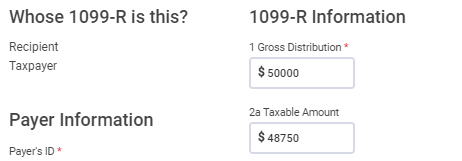 Whose 1099-R is this?
Recipient
Taxpayer
Payer Information
Payer's ID *
1099-R Information
1 Gross Distribution *
$ 50000
2a Taxable Amount
$ 48750